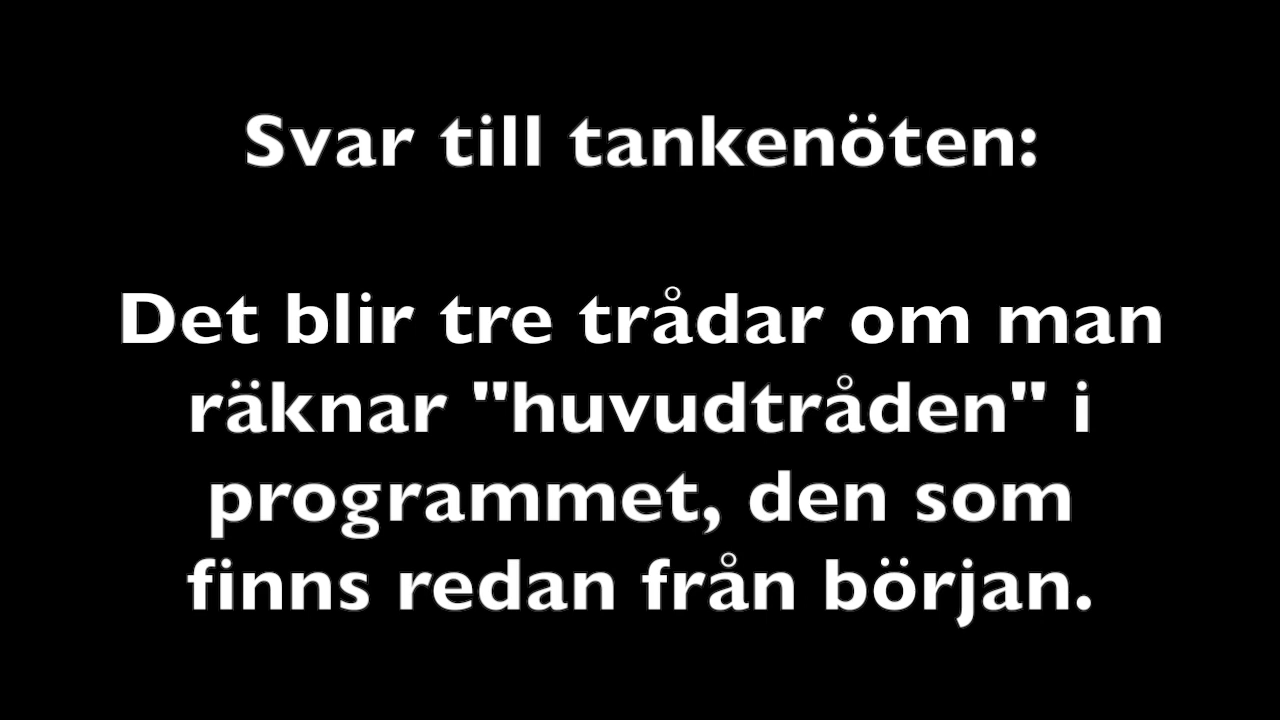 Svar till tankenöten:
Det blir tre trådar om man
räknar "huvudtråden" i
programmet, den som
finns redan från början.